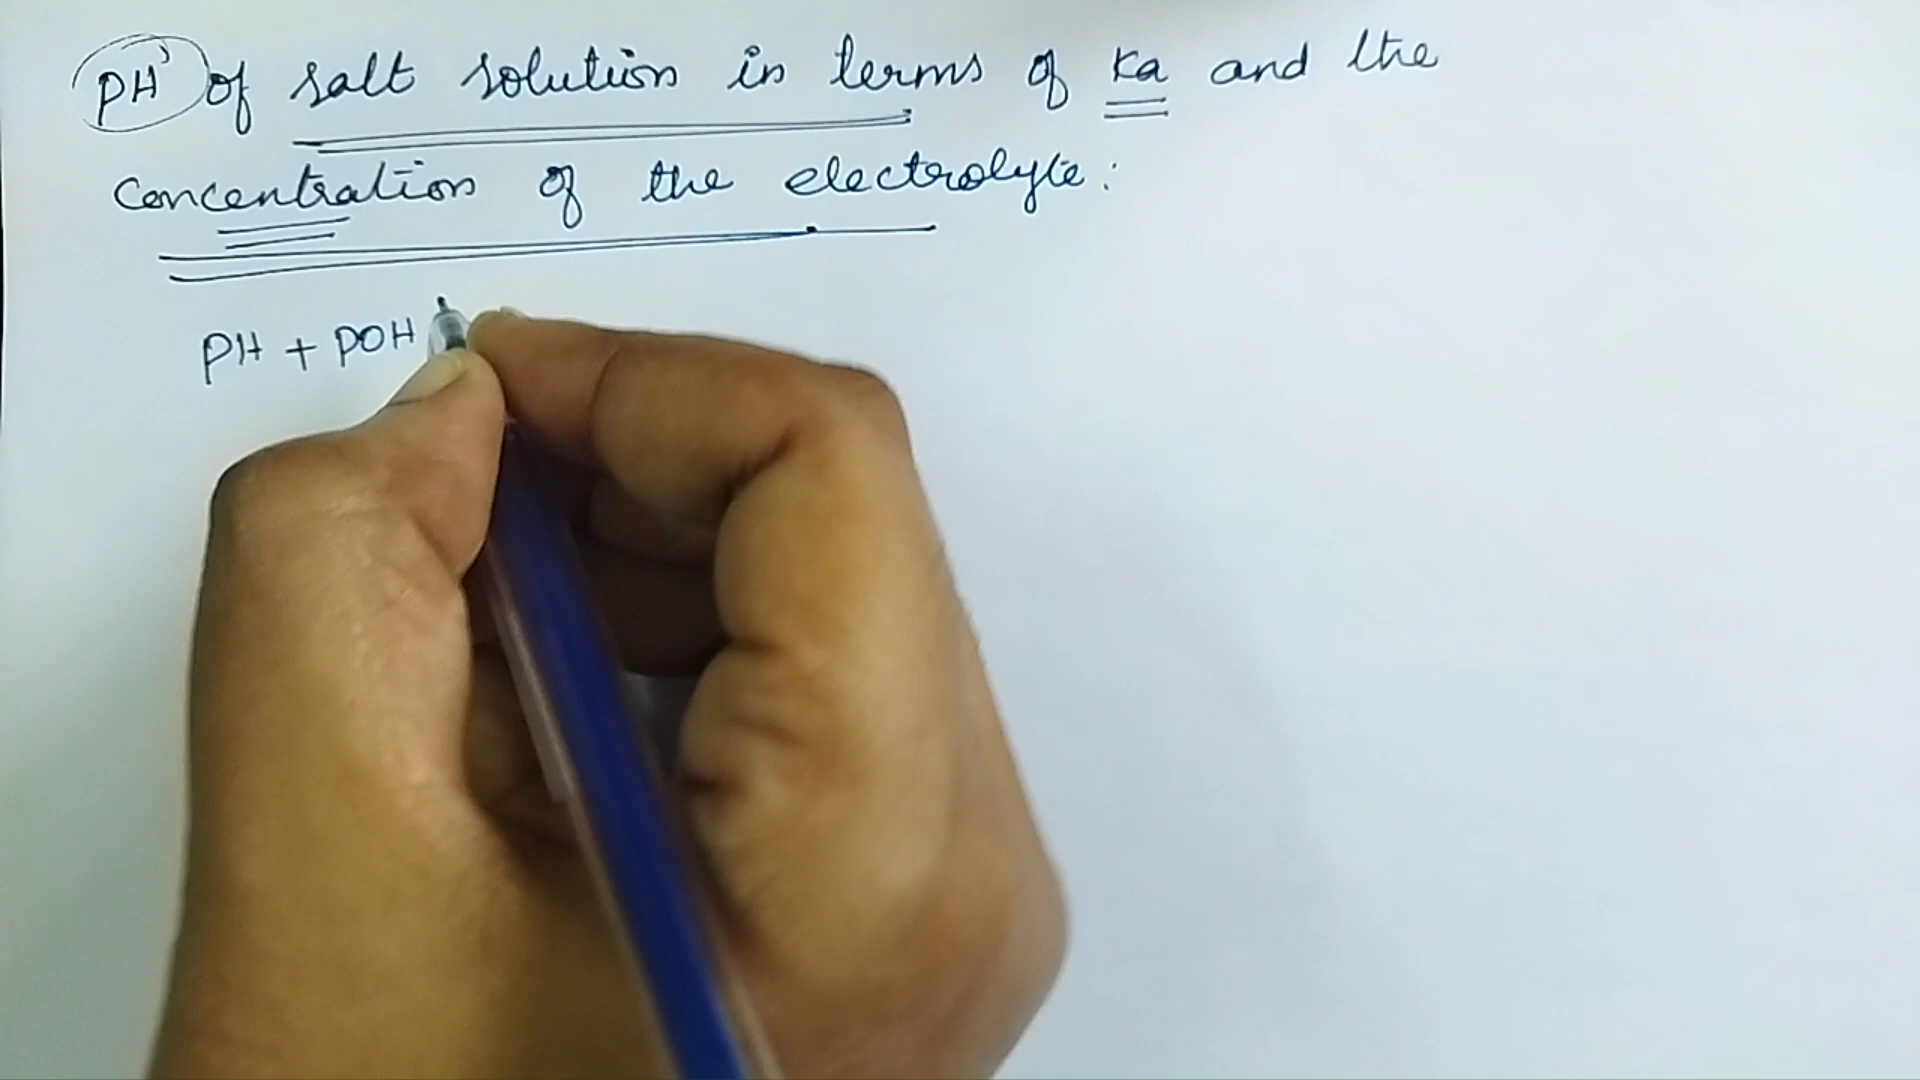 PH of salt solution in terms of Ka and the
concentration of the electrolyte:
PH + POH